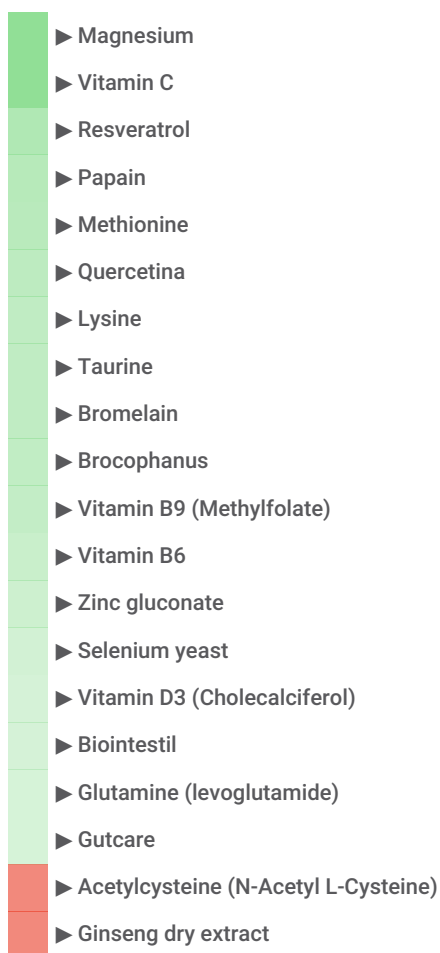 ▶ Magnesium
▶ Vitamin C
▶ Resveratrol
▶ Papain
▶ Methionine
▶ Quercetina
▶ Lysine
▶ Taurine
▶ Bromelain
▶ Brocophanus
▶ Vitamin B9 (Methylfolate)
▶ Vitamin B6
▶ Zinc gluconate
▶ Selenium yeast
▶ Vitamin D3 (Cholecalciferol)
▶ Biointestil
▶ Glutamine (levoglutamide)
▶ Gutcare
▶ Acetylcysteine (N-Acetyl L-Cysteine)
▶ Ginseng dry extract